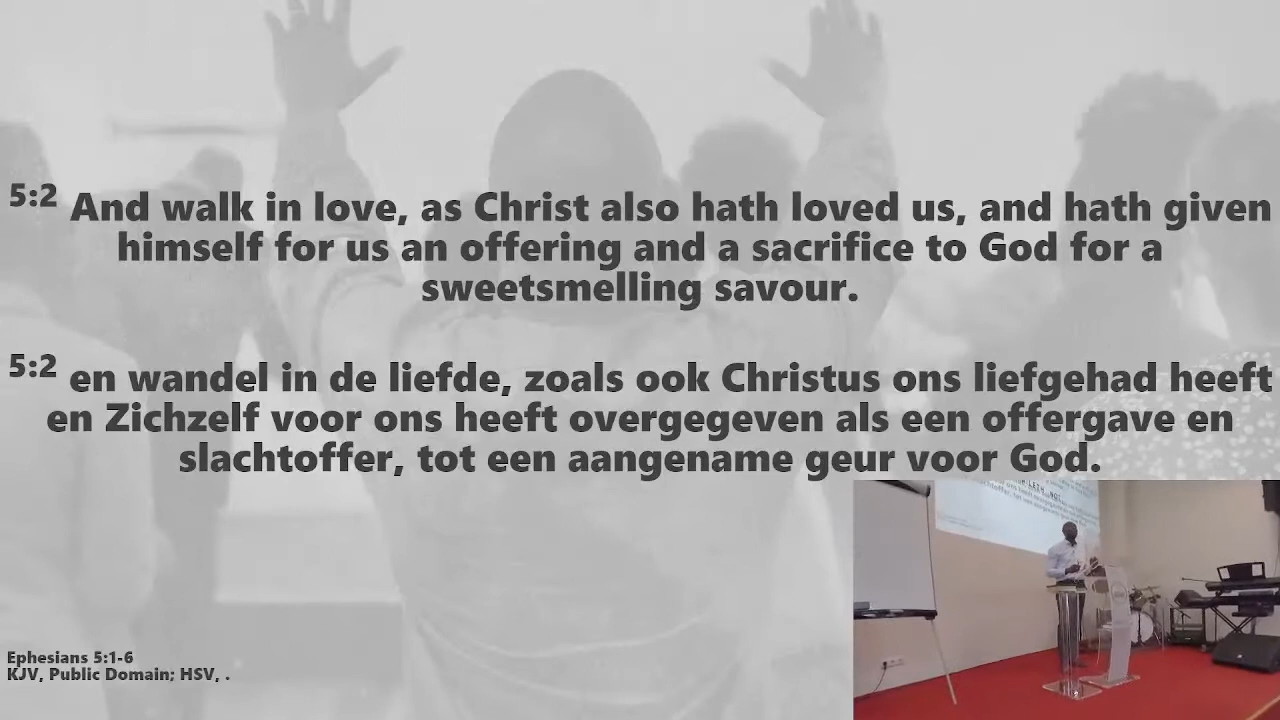 5:2 And walk in love, as Christ also hath loved us, and hath given
himself for us an offering and a sacrifice to God for a
sweetsmelling savour.
5:2 en wandel in de liefde, zoals ook Christus ons liefgehad heeft
en Zichzelf voor ons heeft overgegeven als een offergave en
slachtoffer, tot een aangename geur voor God.
Ephesians 5:1-6
KJV, Public Domain; HSV, .